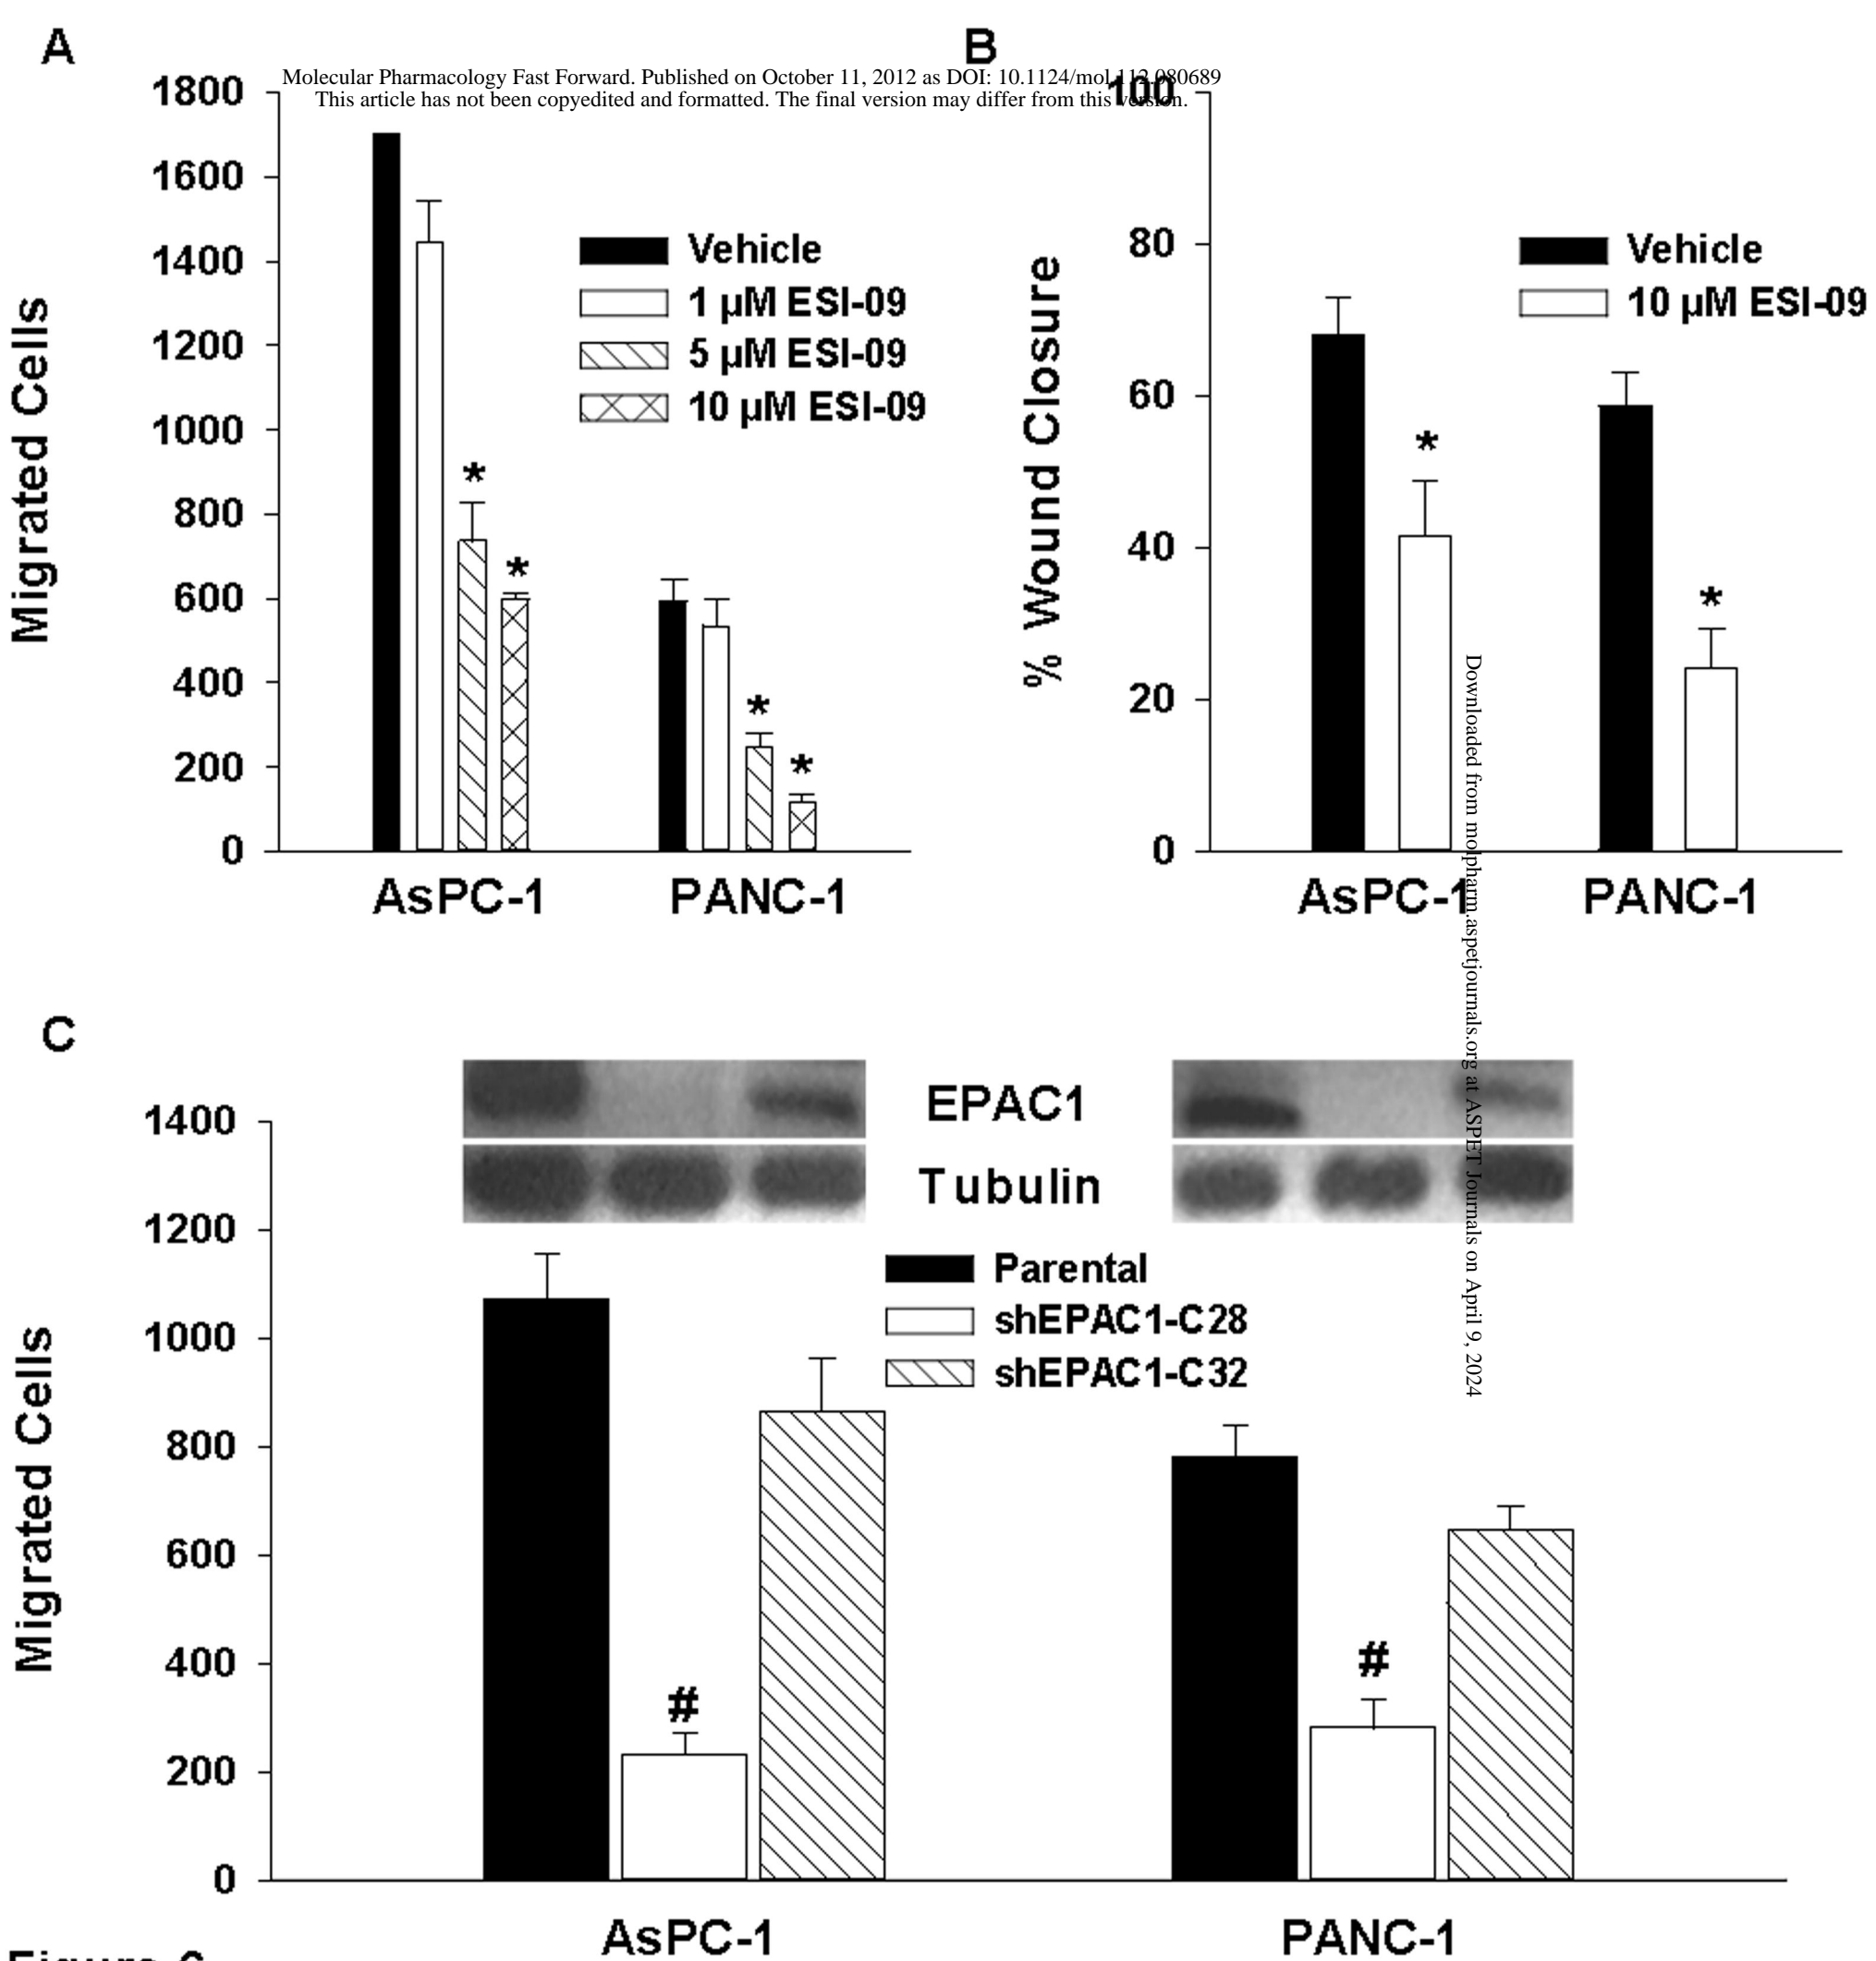 A
B
Molecular Pharmacology Fast Forward. Published on October 11, 2012 as DOI: 10.1124/mol.112.080689
This article has not been copyedited and formatted. The final version may differ from this version.
1800
1600
1400
1200
1000
800
600
400
200
0
Migrated Cells
Vehicle
1 µM ESI-09
5 µM ESI-09
10 µM ESI-09
*
*
*
*
AsPC-1
PANC-1
100
80
60
40
20
0
% Wound Closure
Vehicle
10 µM ESI-09
*
*
AsPC-1
PANC-1
Downloaded from molpharm.aspetjournals.org at ASPET Journals on April 9, 2024
C
EPAC1
Tubulin
1400
1200
1000
800
600
400
200
0
Migrated Cells
Parental
shEPAC1-C28
shEPAC1-C32
#
#
AsPC-1
PANC-1